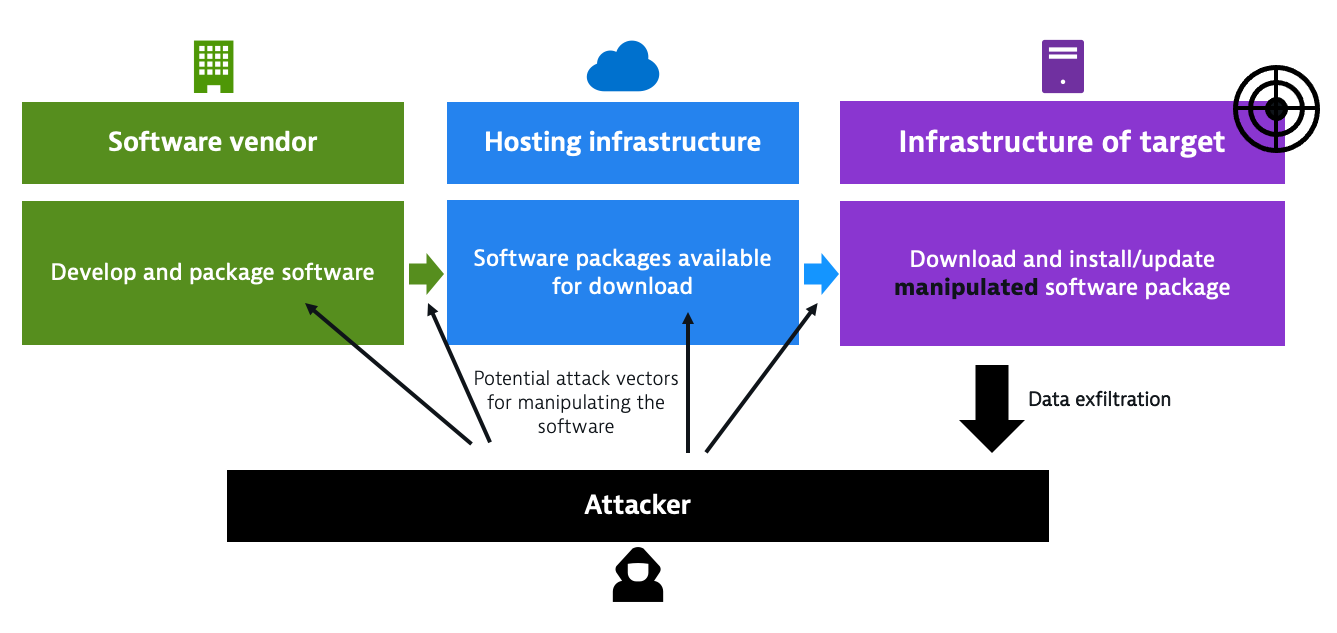 Software vendor
Hosting infrastructure
Infrastructure of target
Develop and package software
Software packages available
for download
Download and install/update
manipulated software package
Potential attack vectors
for manipulating the
software
Data exfiltration
Attacker